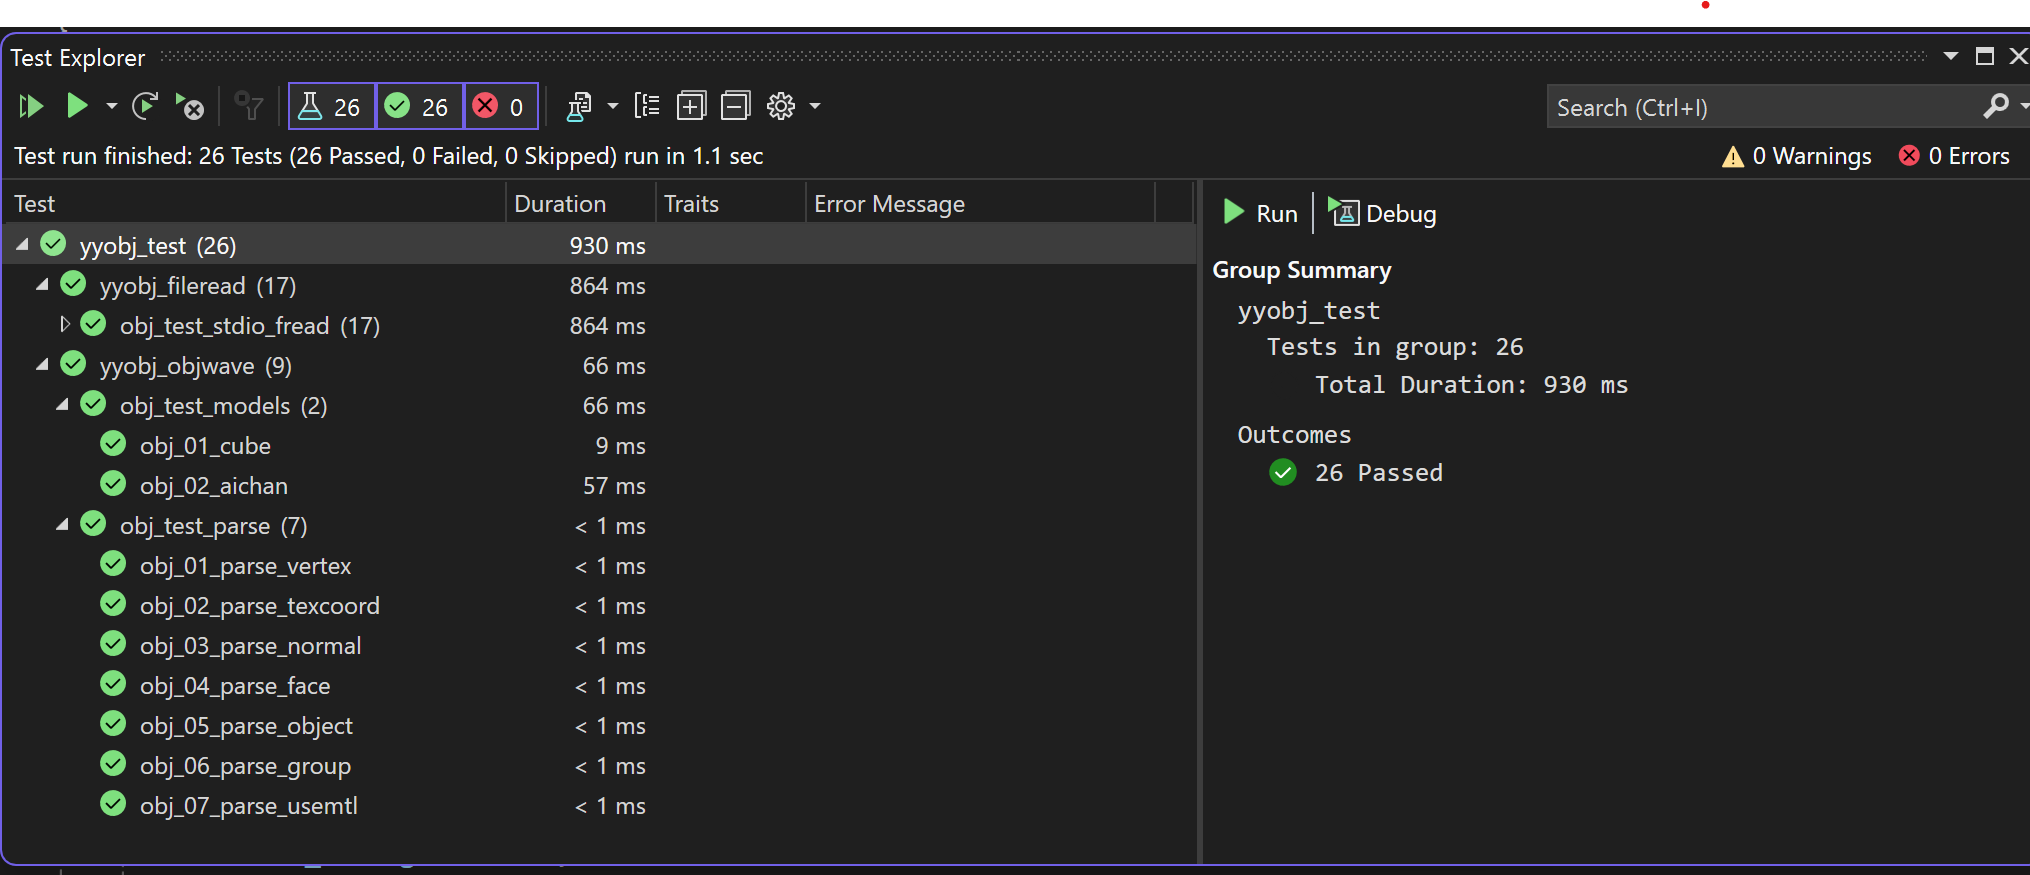 Test Explorer
26 26 0
Search (Ctrl+I)
Test run finished: 26 Tests (26 Passed, 0 Failed, 0 Skipped) run in 1.1 sec
0 Warnings 0 Errors
Test Duration Traits Error Message
yyobj_test (26) 930 ms
yyobj_fileread (17) 864 ms
obj_test_stdio_fread (17) 864 ms
yyobj_objwave (9) 66 ms
obj_test_models (2) 66 ms
obj_01_cube 9 ms
obj_02_aichan 57 ms
obj_test_parse (7) < 1 ms
obj_01_parse_vertex < 1 ms
obj_02_parse_texcoord < 1 ms
obj_03_parse_normal < 1 ms
obj_04_parse_face < 1 ms
obj_05_parse_object < 1 ms
obj_06_parse_group < 1 ms
obj_07_parse_usemtl < 1 ms
Run Debug
Group Summary
yyobj_test
Tests in group: 26
Total Duration: 930 ms
Outcomes
26 Passed